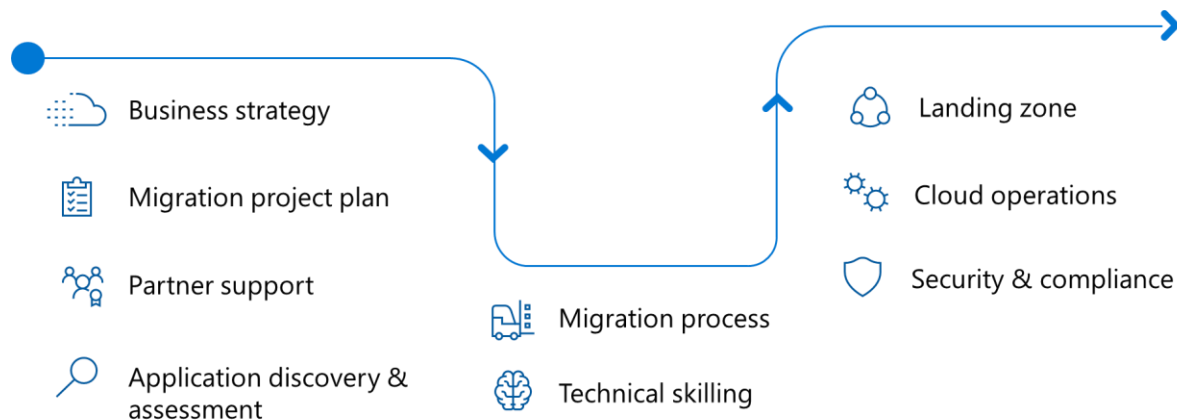 Business strategy
Migration project plan
Partner support
Application discovery &
assessment
Migration process
Technical skilling
Landing zone
Cloud operations
Security & compliance